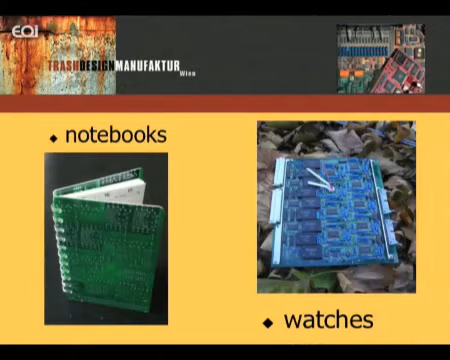 EOI
TRASHDESIGNMANUFAKTUR
Wien
notebooks
watches